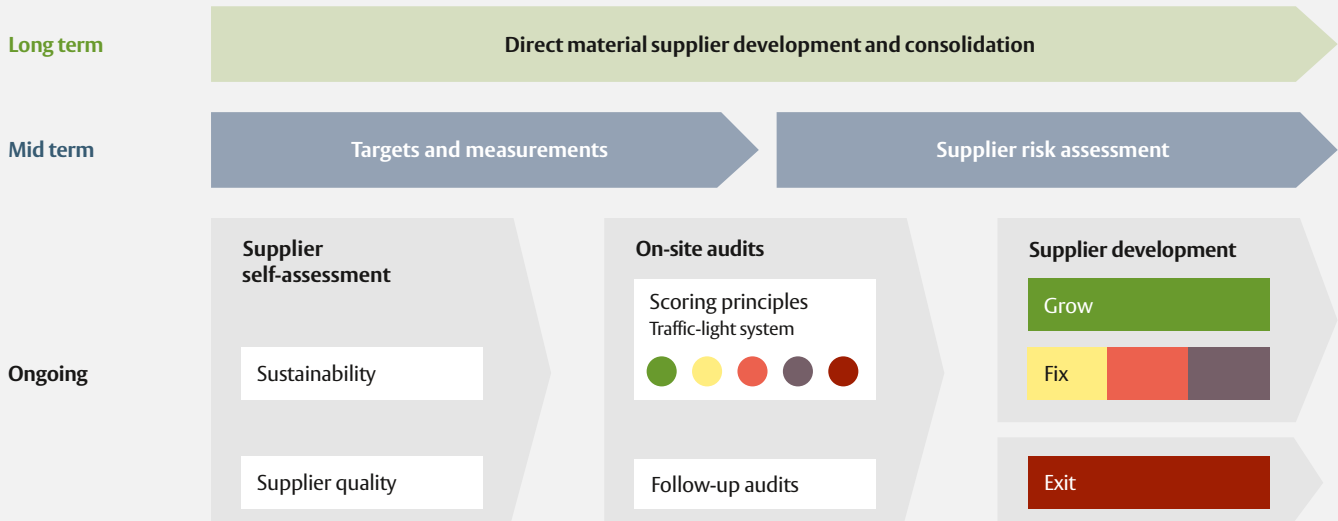 Long term
Direct material supplier development and consolidation
Mid term
Targets and measurements
Supplier risk assessment
Ongoing
Supplier
self-assessment
Sustainability
Supplier quality
On-site audits
Scoring principles
Traffic-light system
Follow-up audits
Supplier development
Grow
Fix
Exit